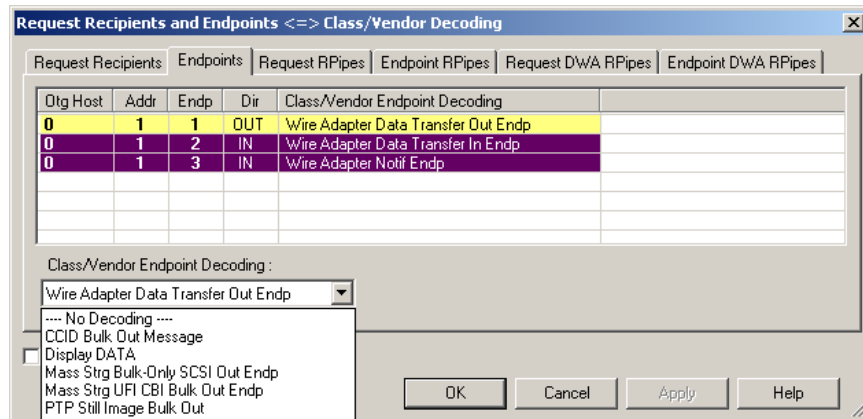 Request Recipients and Endpoints <=> Class/Vendor Decoding
Request Recipients Endpoints Request RPipes Endpoint RPipes Request DWA RPipes Endpoint DWA RPipes
Otg Host Addr Endp Dir Class/Vendor Endpoint Decoding
0 1 1 OUT Wire Adapter Data Transfer Out Endp
0 1 2 IN Wire Adapter Data Transfer In Endp
0 1 3 IN Wire Adapter Notif Endp
Class/Vendor Endpoint Decoding :
Wire Adapter Data Transfer Out Endp
---- No Decoding ----
CCID Bulk Out Message
Display DATA
Mass Strg Bulk-Only SCSI Out Endp
Mass Strg UFI CBI Bulk Out Endp
PTP Still Image Bulk Out
OK Cancel Apply Help